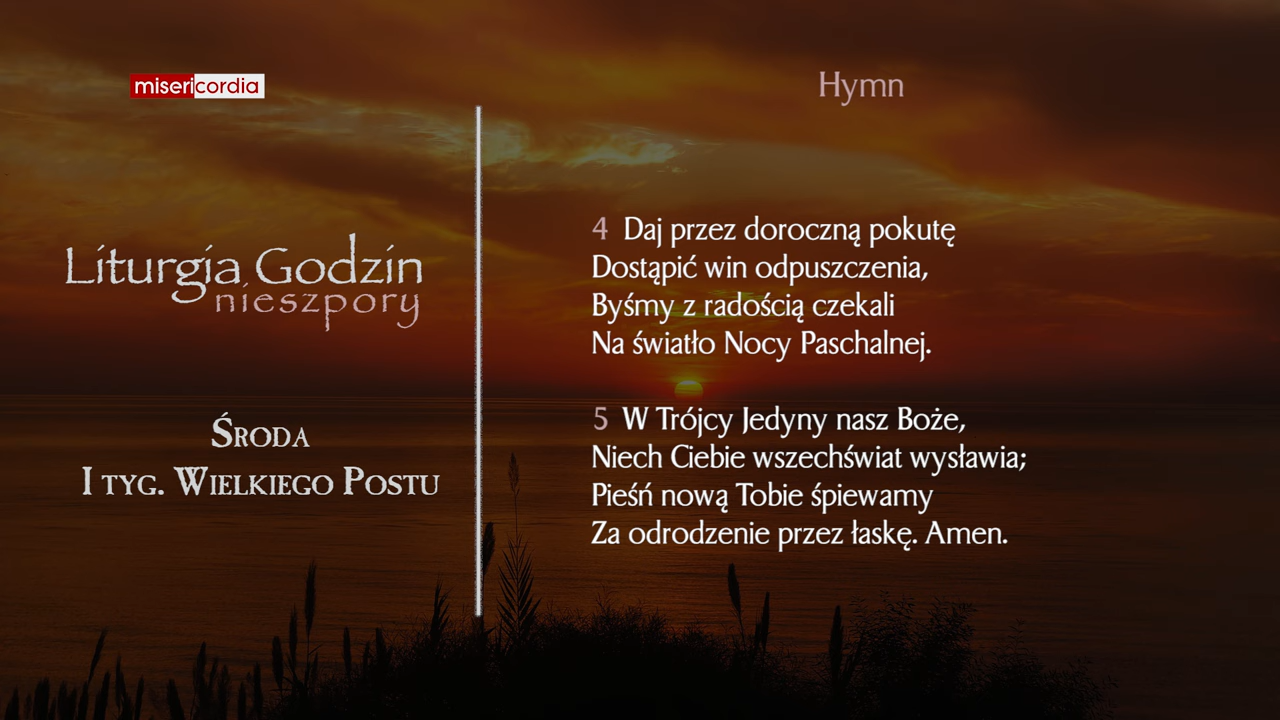 misericordia
Hymn
Liturgia Godzin
nieszpory
Środa
I tyg. Wielkiego Postu
4 Daj przez doroczną pokutę
Dostąpić win odpuszczenia,
Byśmy z radością czekali
Na światło Nocy Paschalnej.
5 W Trójcy Jedyny nasz Boże,
Niech Ciebie wszechświat wysławia;
Pieśń nową Tobie śpiewamy
Za odrodzenie przez łaskę. Amen.